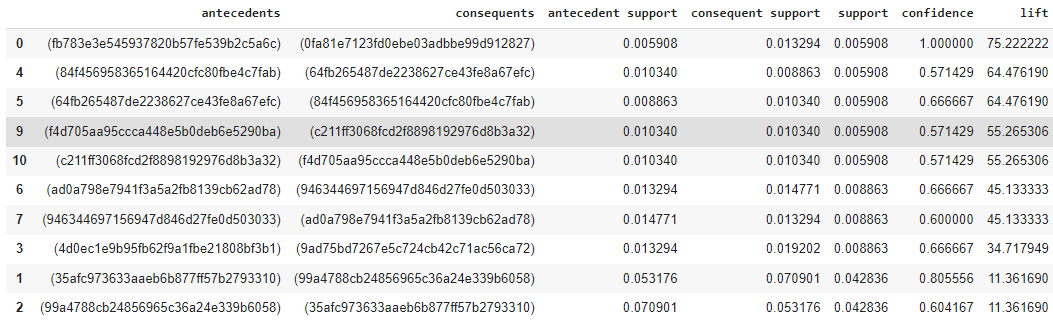 antecedents consequents antecedent support consequent support support confidence lift
0 (fb783e3e545937820b57fe539b2c5a6c) (0fa81e7123fd0ebe03adbbe99d912827) 0.005908 0.013294 0.005908 1.000000 75.222222
4 (84f456958365164420cfc80fbe4c7fab) (64fb265487de2238627ce43fe8a67efc) 0.010340 0.008863 0.005908 0.571429 64.476190
5 (64fb265487de2238627ce43fe8a67efc) (84f456958365164420cfc80fbe4c7fab) 0.008863 0.010340 0.005908 0.666667 64.476190
9 (f4d705aa95ccca448e5b0deb6e5290ba) (c211ff3068fcd2f8898192976d8b3a32) 0.010340 0.010340 0.005908 0.571429 55.265306
10 (c211ff3068fcd2f8898192976d8b3a32) (f4d705aa95ccca448e5b0deb6e5290ba) 0.010340 0.010340 0.005908 0.571429 55.265306
6 (ad0a798e7941f3a5a2fb8139cb62ad78) (946344697156947d846d27fe0d503033) 0.013294 0.014771 0.008863 0.666667 45.133333
7 (946344697156947d846d27fe0d503033) (ad0a798e7941f3a5a2fb8139cb62ad78) 0.014771 0.013294 0.008863 0.600000 45.133333
3 (4d0ec1e9b95fb62f9a1fbe21808bf3b1) (9ad75bd7267e5c724cb42c71ac56ca72) 0.013294 0.019202 0.008863 0.666667 34.717949
1 (35afc973633aaeb6b877ff57b2793310) (99a4788cb24856965c36a24e339b6058) 0.053176 0.070901 0.042836 0.805556 11.361690
2 (99a4788cb24856965c36a24e339b6058) (35afc973633aaeb6b877ff57b2793310) 0.070901 0.053176 0.042836 0.604167 11.361690